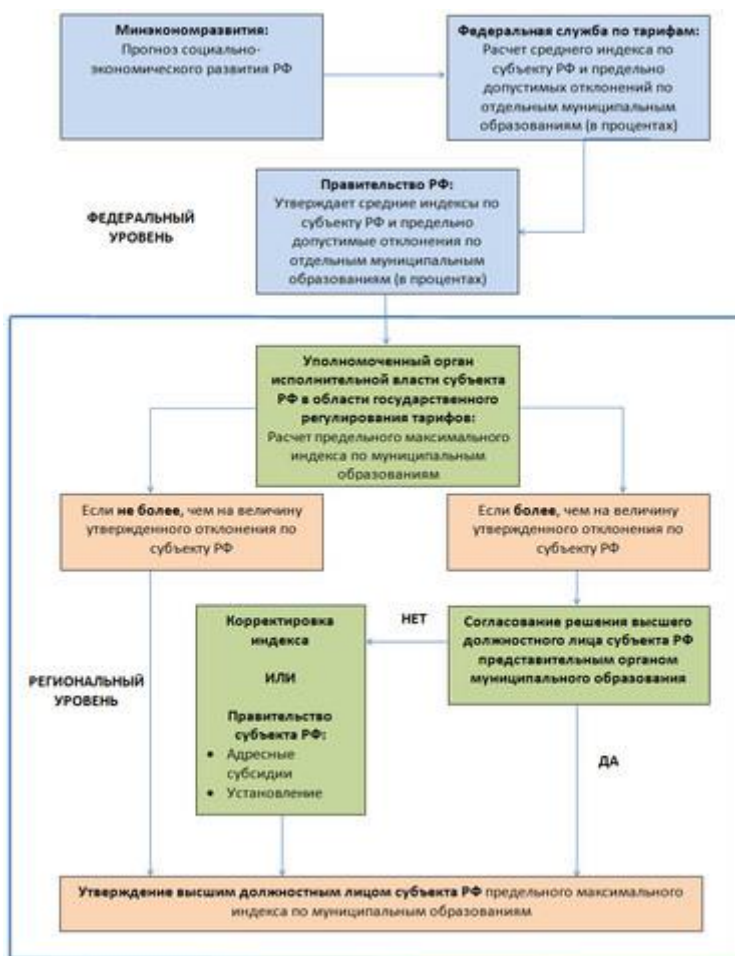 Минэкономразвития:
Прогноз социально-
экономического развития РФ
Федеральная служба по тарифам:
Расчет среднего индекса по
субъекту РФ и предельно
допустимых отклонений по
отдельным муниципальным
образованиям (в процентах)
ФЕДЕРАЛЬНЫЙ
УРОВЕНЬ
Правительство РФ:
Утверждает средние индексы по
субъекту РФ и предельно
допустимые отклонения по
отдельным муниципальным
образованиям (в процентах)
Уполномоченный орган
исполнительной власти субъекта
РФ в области государственного
регулирования тарифов:
Расчет предельного максимального
индекса по муниципальным
образованиям
Если не более, чем на величину
утвержденного отклонения по
субъекту РФ
Если более, чем на величину
утвержденного отклонения по
субъекту РФ
РЕГИОНАЛЬНЫЙ
УРОВЕНЬ
Корректировка
индекса
ИЛИ
Правительство
субъекта РФ:
• Адресные
субсидии
• Установление
НЕТ
Согласование решения высшего
должностного лица субъекта РФ
представительным органом
муниципального образования
ДА
Утверждение высшим должностным лицом субъекта РФ предельного максимального
индекса по муниципальным образованиям